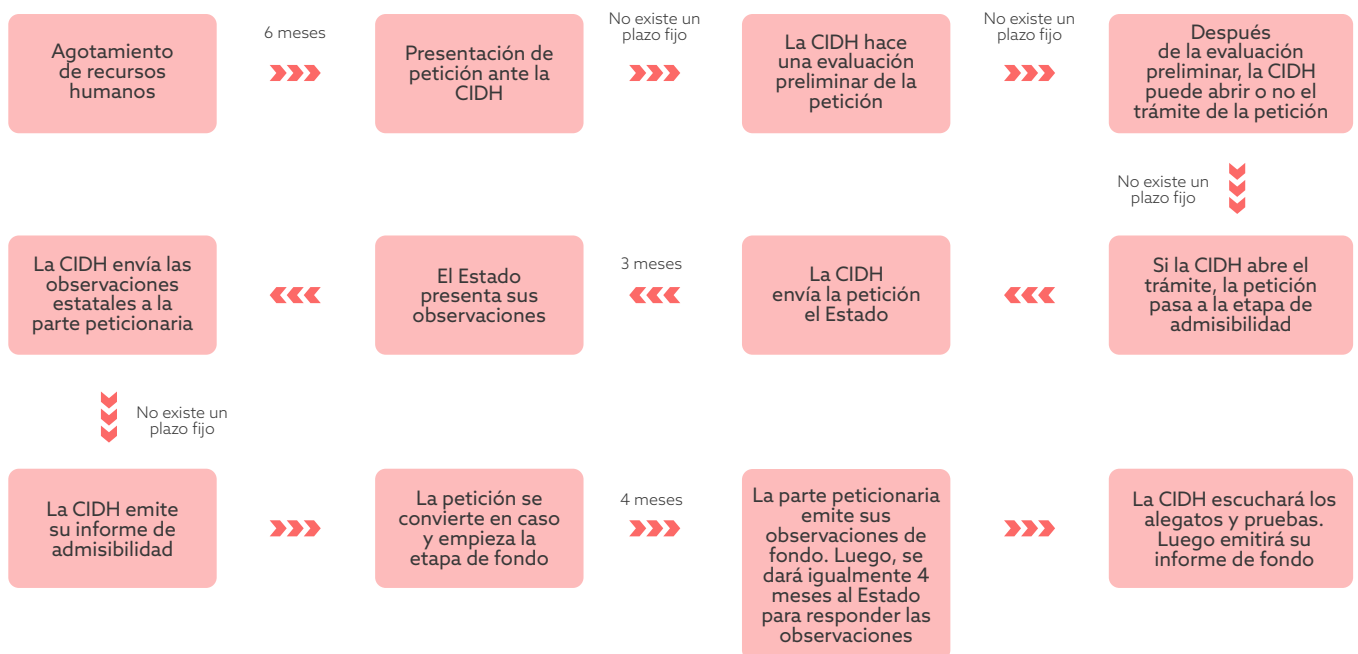 Agotamiento
de recursos
humanos
6 meses
Presentación de
petición ante la
CIDH
No existe un
plazo fijo
La CIDH hace
una evaluación
preliminar de la
petición
No existe un
plazo fijo
Después
de la evaluación
preliminar, la CIDH
puede abrir o no el
trámite de la petición
No existe un
plazo fijo
Si la CIDH abre el
trámite, la petición
pasa a la etapa de
admisibilidad
La CIDH
envía la petición
el Estado
3 meses
El Estado
presenta sus
observaciones
La CIDH envía las
observaciones
estatales a la
parte peticionaria
No existe un
plazo fijo
La CIDH emite
su informe de
admisibilidad
La petición se
convierte en caso
y empieza la
etapa de fondo
4 meses
La parte peticionaria
emite sus
observaciones de
fondo. Luego, se
dará igualmente 4
meses al Estado
para responder las
observaciones
La CIDH escuchará los
alegatos y pruebas.
Luego emitirá su
informe de fondo